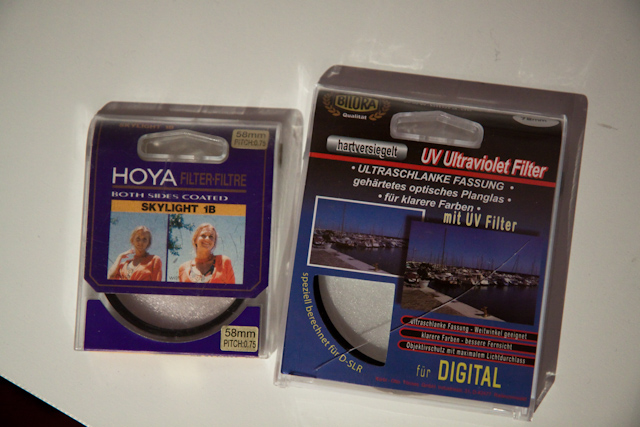 58mm
PITCH:0.75
HOYA FILTER·FILTRE
BOTH SIDES COATED
SKYLIGHT 1B
58mm
PITCH:0.75
BILORA
Qualität
hartversiegelt
UV Ultraviolet Filter
• ULTRASCHLANKE FASSUNG •
gehärtetes optisches Planglas •
• für klarere Farben •
mit UV Filter
speziell berechnet für D-SLR
ultraschlanke Fassung - Weitwinkel geeignet
klarere Farben - bessere Fernsicht
Objektivschutz mit maximalem Lichtdurchlass
für DIGITAL